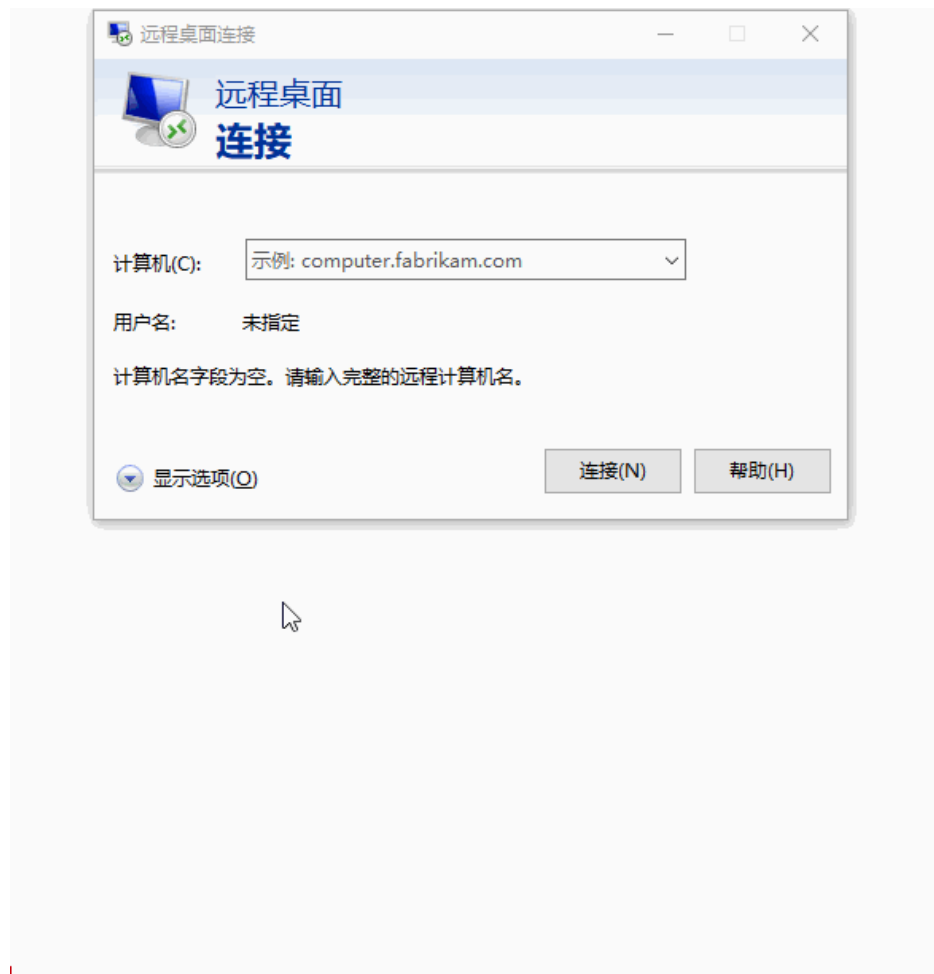 远程桌面连接
远程桌面
连接
计算机(C): 示例: computer.fabrikam.com
用户名: 未指定
计算机名字段为空。请输入完整的远程计算机名。
显示选项(O) 连接(N) 帮助(H)